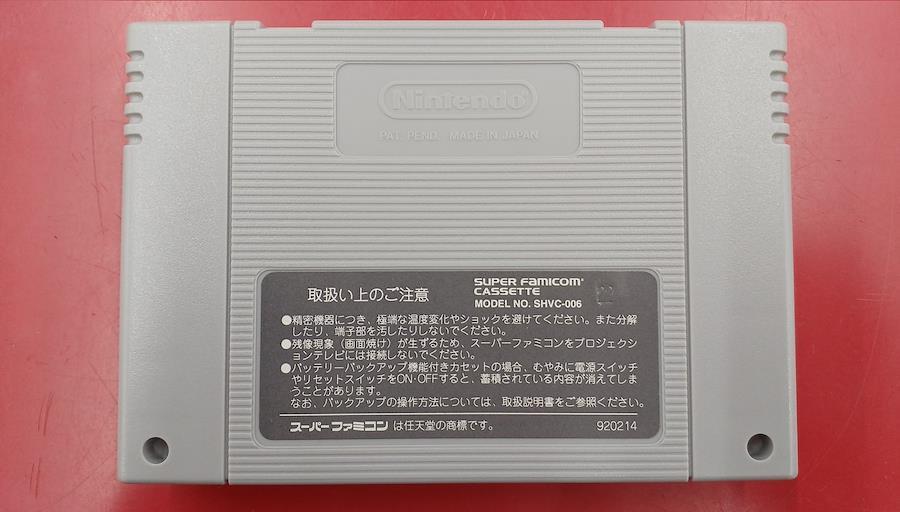 Nintendo
PAT. PEND. MADE IN JAPAN
取扱い上のご注意
SUPER FAMICOM
CASSETTE
MODEL NO. SHVC-006
●精密機器につき、極端な温度変化やショックを避けてください。また分解
したり、端子部を汚したりしないでください。
●残像現象（画面焼け）が生ずるため、スーパーファミコンをプロジェクシ
ョンテレビには接続しないでください。
●バッテリーバックアップ機能付きカセットの場合、むやみに電源スイッチ
やリセットスイッチをON・OFFすると、蓄積されている内容が消えてしま
うことがあります。
なお、バックアップの操作方法については、取扱説明書をご参照ください。
スーパーファミコンは任天堂の商標です。 920214